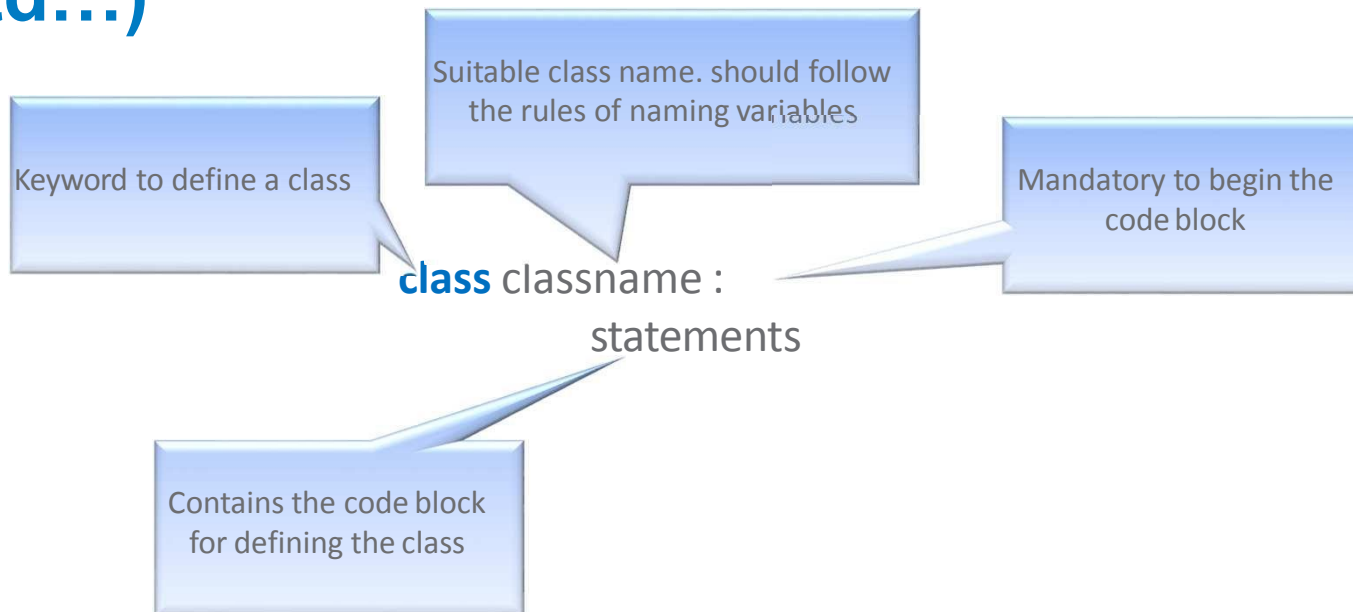 Suitable class name. should follow
the rules of naming variables
Keyword to define a class
Mandatory to begin the
code block
class classname :
statements
Contains the code block
for defining the class